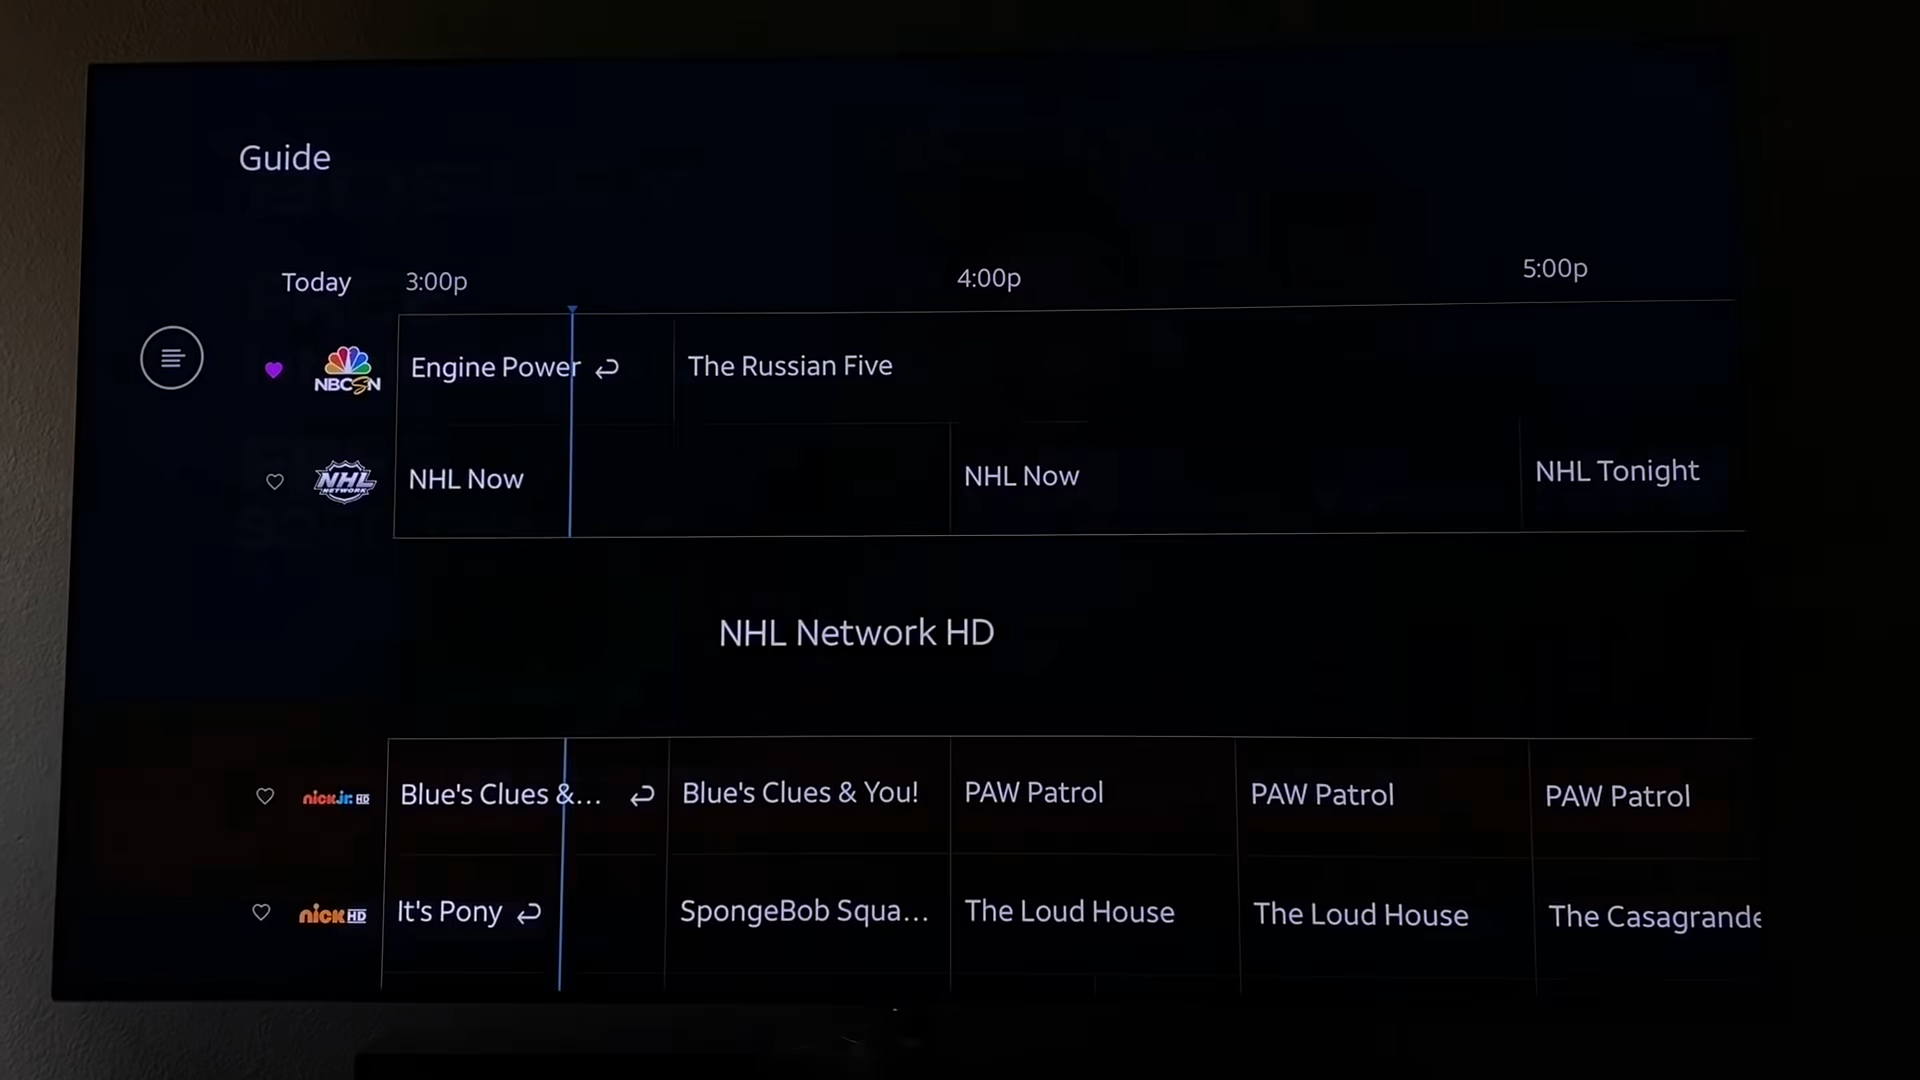 Guide
Today 3:00p 4:00p 5:00p
NBCSN Engine Power The Russian Five
NHL NETWORK NHL Now NHL Now NHL Tonight
NHL Network HD
nick jr. HD Blue's Clues &... Blue's Clues & You! PAW Patrol PAW Patrol PAW Patrol
nick HD It's Pony SpongeBob Squa... The Loud House The Loud House The Casagrande